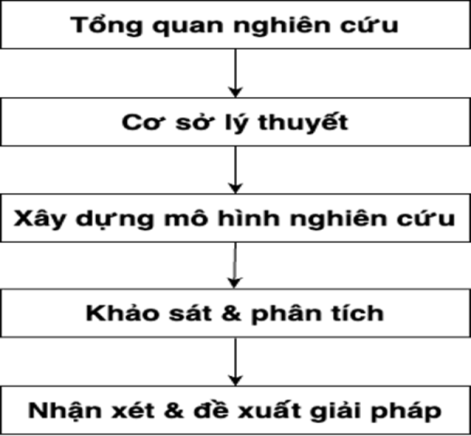 Tổng quan nghiên cứu
Cơ sở lý thuyết
Xây dựng mô hình nghiên cứu
Khảo sát & phân tích
Nhận xét & đề xuất giải pháp